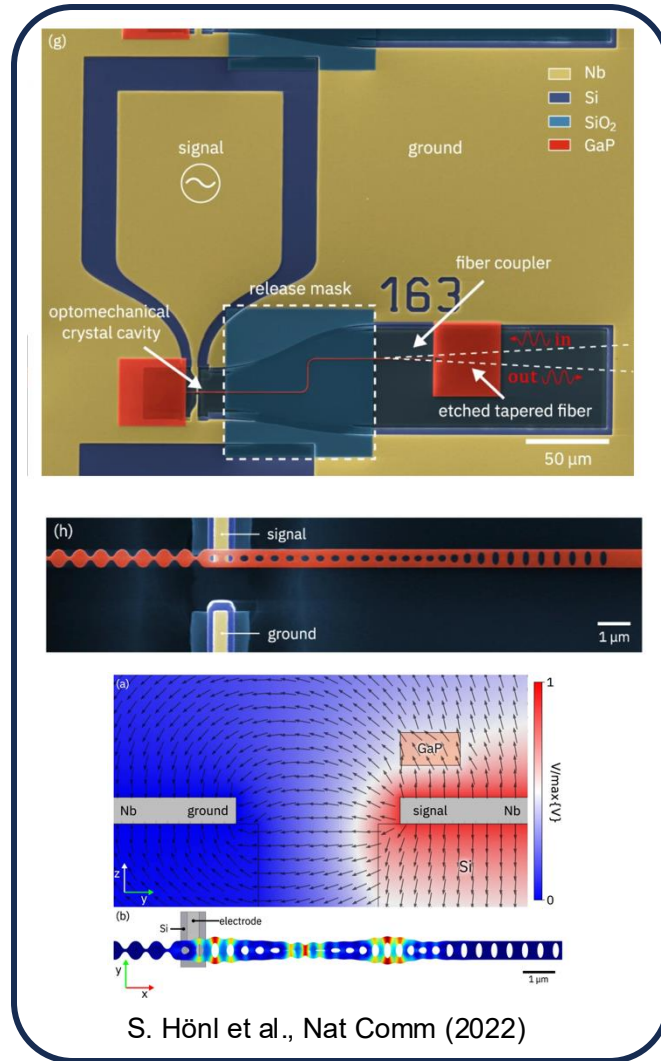 (g)
Nb
Si
SiO₂
GaP
signal
ground
release mask
fiber coupler
163
optomechanical
crystal cavity
in
out
etched tapered fiber
50 µm
(h)
signal
ground
1 µm
(a)
1
GaP
V/max{V}
Nb
ground
signal
Nb
Si
z
y
0
(b)
Si
electrode
y
x
1 µm
S. Hönl et al., Nat Comm (2022)